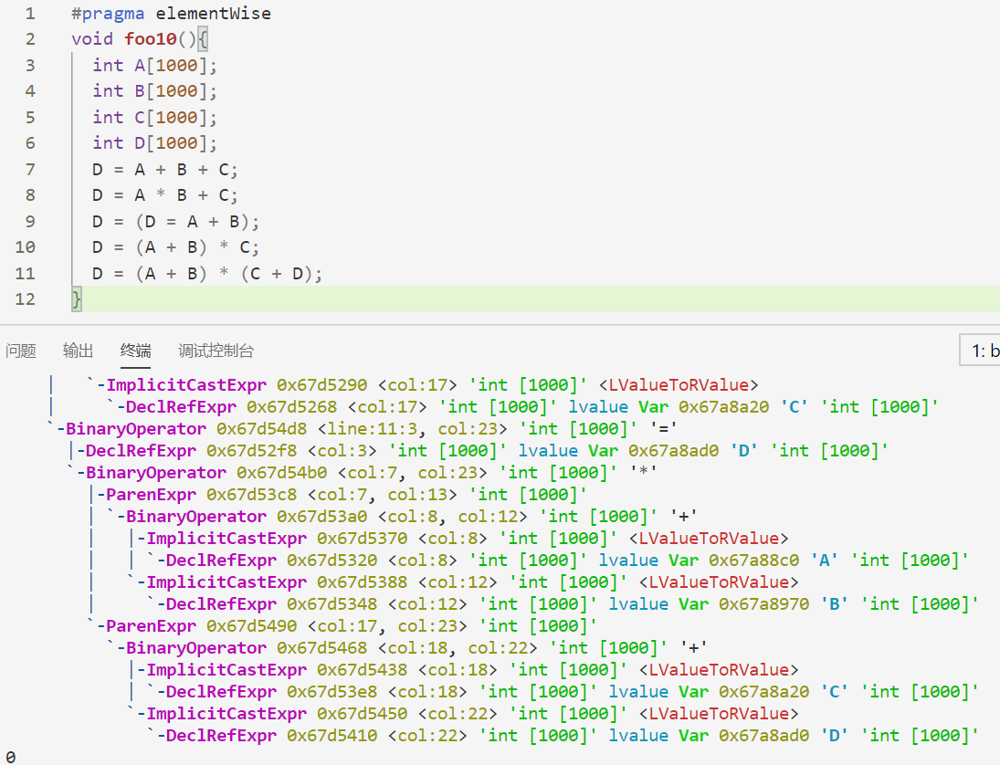 1 #pragma elementWise
2 void foo10(){
3 int A[1000];
4 int B[1000];
5 int C[1000];
6 int D[1000];
7 D = A + B + C;
8 D = A * B + C;
9 D = (D = A + B);
10 D = (A + B) * C;
11 D = (A + B) * (C + D);
12 }
问题 输出 终端 调试控制台 1: b
|   `-ImplicitCastExpr 0x67d5290 <col:17> 'int [1000]' <LValueToRValue>
|     `-DeclRefExpr 0x67d5268 <col:17> 'int [1000]' lvalue Var 0x67a8a20 'C' 'int [1000]'
`-BinaryOperator 0x67d54d8 <line:11:3, col:23> 'int [1000]' '='
  |-DeclRefExpr 0x67d52f8 <col:3> 'int [1000]' lvalue Var 0x67a8ad0 'D' 'int [1000]'
  `-BinaryOperator 0x67d54b0 <col:7, col:23> 'int [1000]' '*'
    |-ParenExpr 0x67d53c8 <col:7, col:13> 'int [1000]'
    | `-BinaryOperator 0x67d53a0 <col:8, col:12> 'int [1000]' '+'
    |   |-ImplicitCastExpr 0x67d5370 <col:8> 'int [1000]' <LValueToRValue>
    |   | `-DeclRefExpr 0x67d5320 <col:8> 'int [1000]' lvalue Var 0x67a88c0 'A' 'int [1000]'
    |   `-ImplicitCastExpr 0x67d5388 <col:12> 'int [1000]' <LValueToRValue>
    |     `-DeclRefExpr 0x67d5348 <col:12> 'int [1000]' lvalue Var 0x67a8970 'B' 'int [1000]'
    `-ParenExpr 0x67d5490 <col:17, col:23> 'int [1000]'
      `-BinaryOperator 0x67d5468 <col:18, col:22> 'int [1000]' '+'
        |-ImplicitCastExpr 0x67d5438 <col:18> 'int [1000]' <LValueToRValue>
        | `-DeclRefExpr 0x67d53e8 <col:18> 'int [1000]' lvalue Var 0x67a8a20 'C' 'int [1000]'
        `-ImplicitCastExpr 0x67d5450 <col:22> 'int [1000]' <LValueToRValue>
          `-DeclRefExpr 0x67d5410 <col:22> 'int [1000]' lvalue Var 0x67a8ad0 'D' 'int [1000]'
0